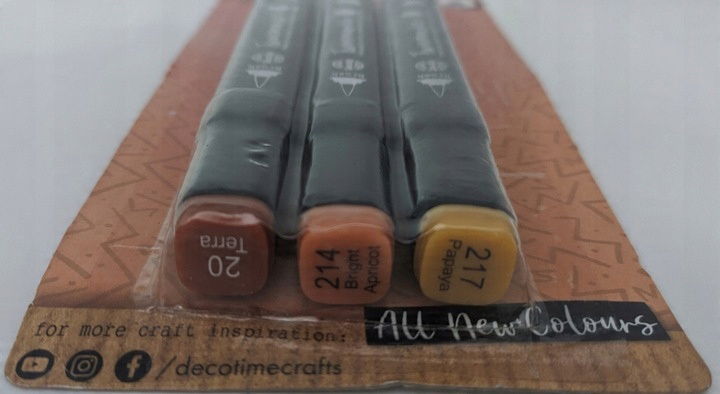 20
Terra
214
Bright
Apricot
217
Papaya
for more craft inspiration:
All New Colours
/decotimecrafts